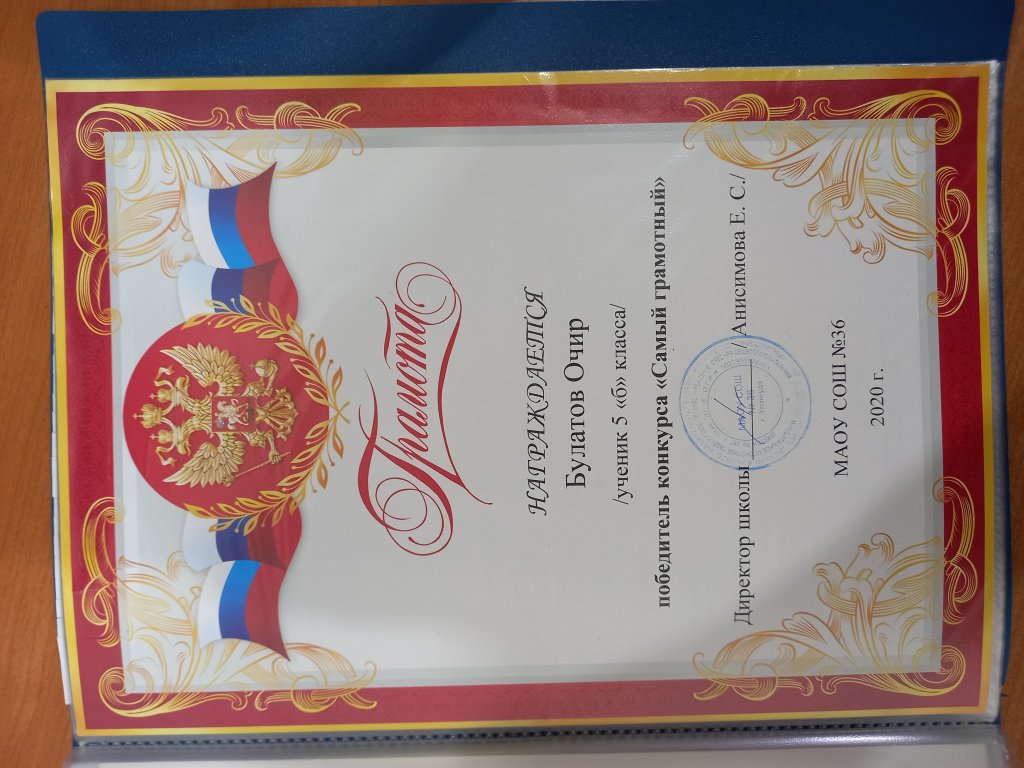 Грамота
НАГРАЖДАЕТСЯ
Булатов Очир
/ученик 5 «б» класса/
победитель конкурса «Самый грамотный»
Директор школы / Анисимова Е. С./
МАОУ СОШ №36
2020 г.